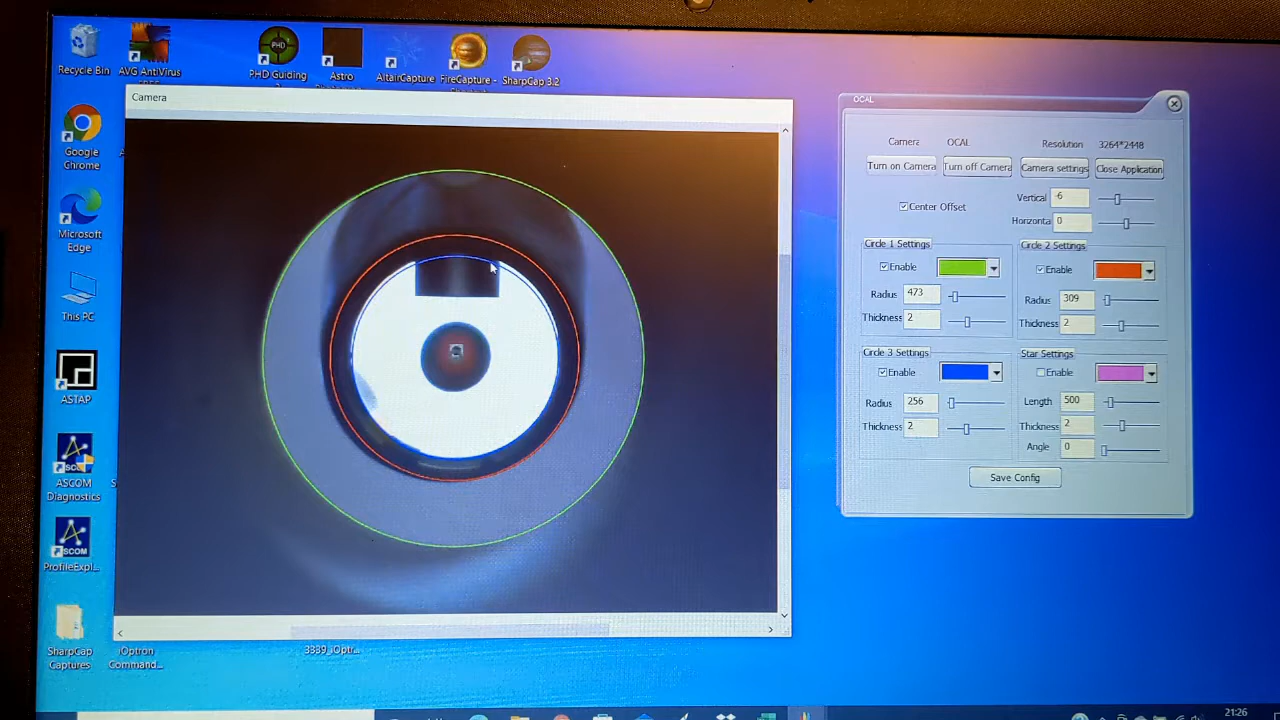 Recycle Bin
AVG AntiVirus
FREE
PHD Guiding
2
Astro
AltairCapture
FireCapture -
SharpCap 3.2
Google
Chrome
Microsoft
Edge
This PC
ASTAP
ASCOM
Diagnostics
ProfileExpl...
SharpCap
Captures
iOptron
Command...
3339_iOptr...
Camera
OCAL
Camera OCAL Resolution 3264*2448
Turn on Camera Turn off Camera Camera settings Close Application
Center Offset
Vertical -6
Horizonta 0
Circle 1 Settings
Enable
Radius 473
Thickness 2
Circle 2 Settings
Enable
Radius 309
Thickness 2
Circle 3 Settings
Enable
Radius 256
Thickness 2
Star Settings
Enable
Length 500
Thickness 2
Angle 0
Save Config
21:26